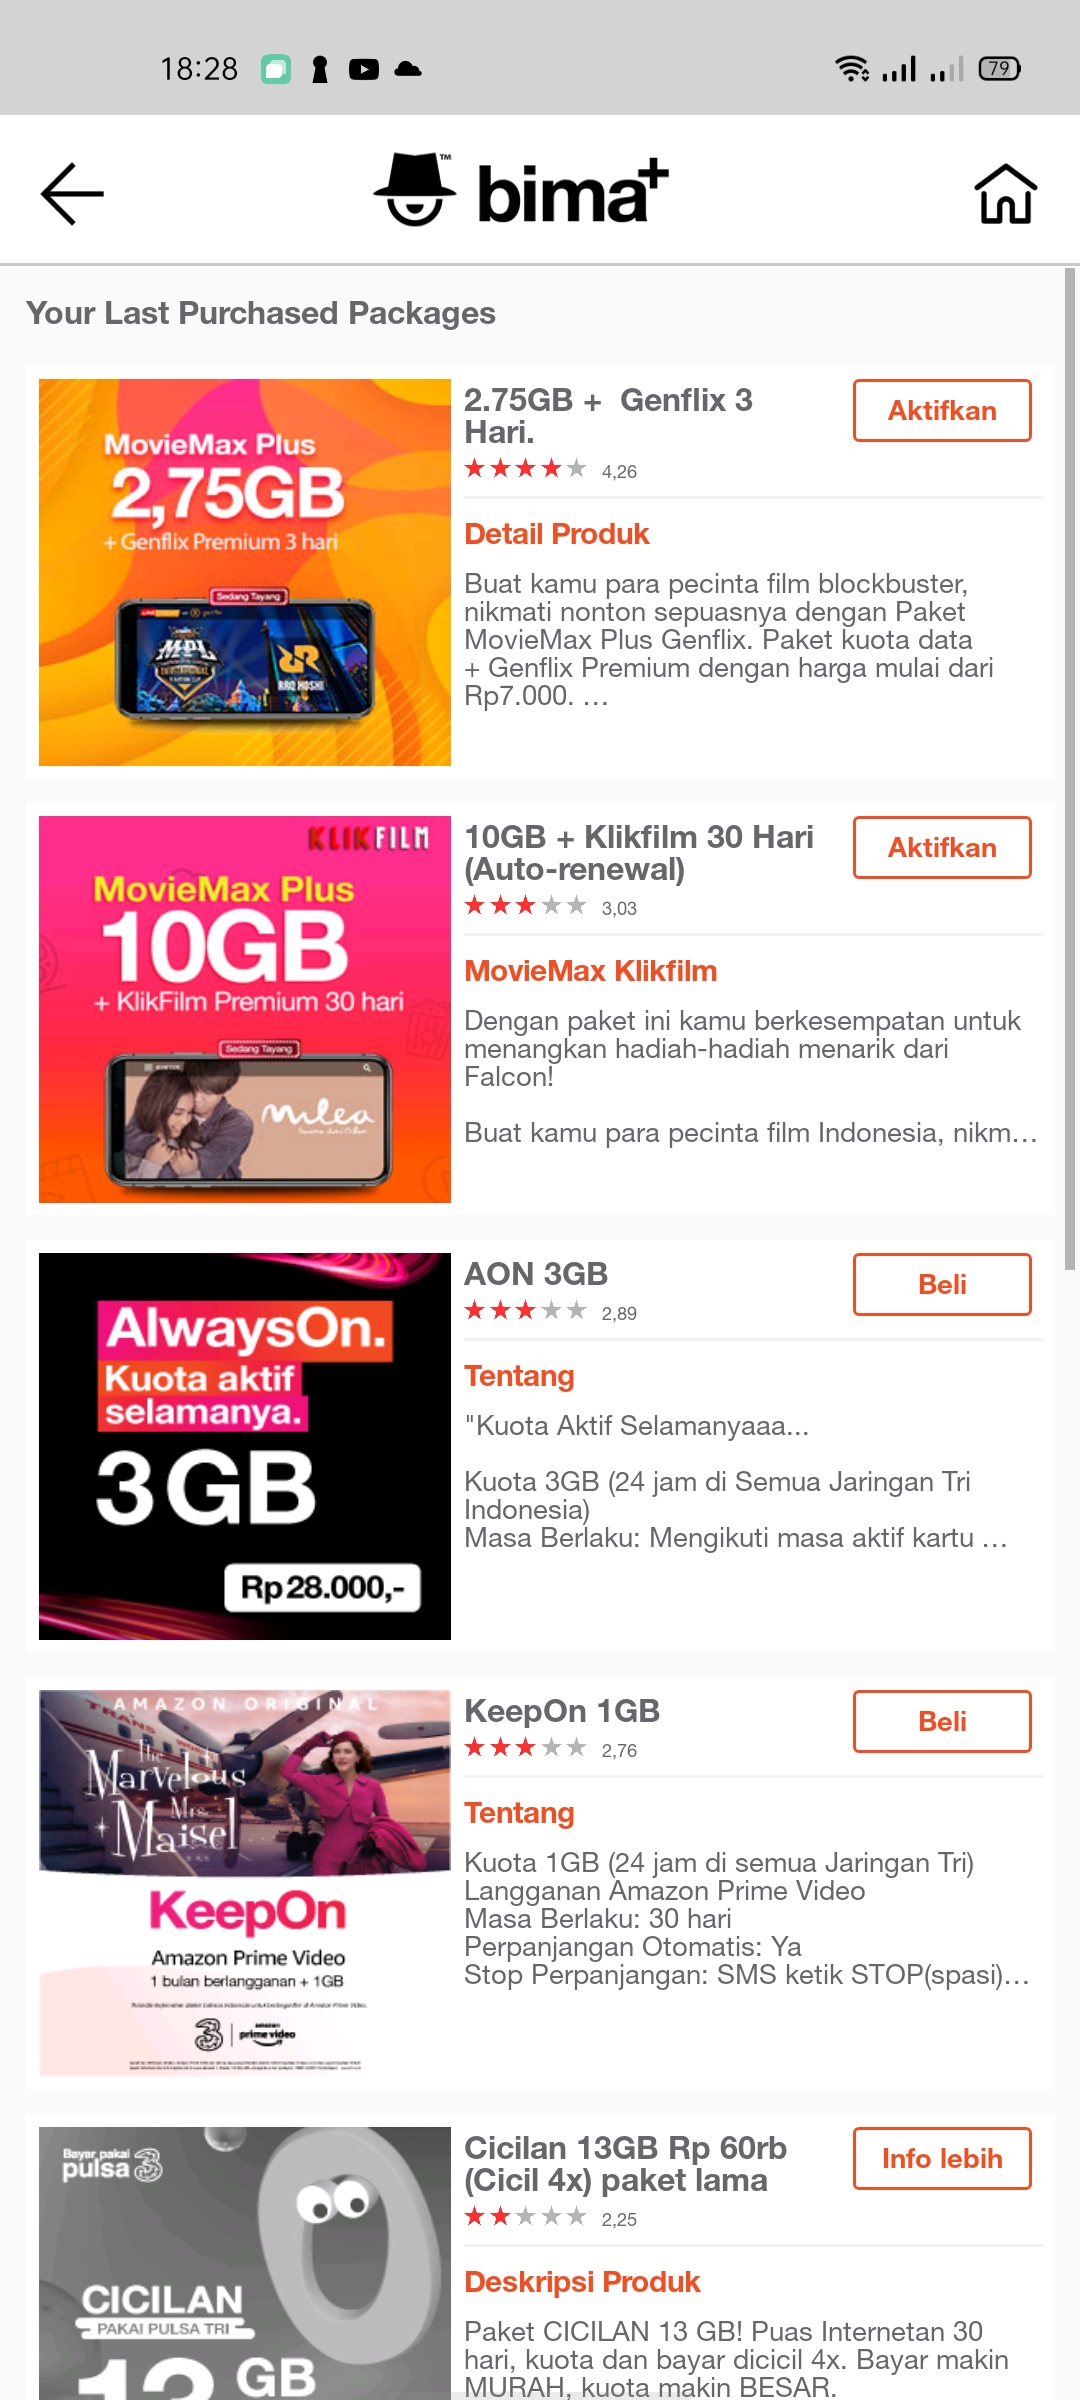 18:28
79
bima+
TM
Your Last Purchased Packages
MovieMax Plus
2,75GB
+ Genflix Premium 3 hari
Sedang Tayang
MPL
RRQ HOSHI
2.75GB +  Genflix 3
Hari.
4,26
Aktifkan
Detail Produk
Buat kamu para pecinta film blockbuster,
nikmati nonton sepuasnya dengan Paket
MovieMax Plus Genflix. Paket kuota data
+ Genflix Premium dengan harga mulai dari
Rp7.000. ...
KLIKFILM
MovieMax Plus
10GB
+ KlikFilm Premium 30 hari
Sedang Tayang
milea
10GB + Klikfilm 30 Hari
(Auto-renewal)
3,03
Aktifkan
MovieMax Klikfilm
Dengan paket ini kamu berkesempatan untuk
menangkan hadiah-hadiah menarik dari
Falcon!
Buat kamu para pecinta film Indonesia, nikm...
AlwaysOn.
Kuota aktif
selamanya.
3GB
Rp28.000,-
AON 3GB
2,89
Beli
Tentang
"Kuota Aktif Selamanyaaa...
Kuota 3GB (24 jam di Semua Jaringan Tri
Indonesia)
Masa Berlaku: Mengikuti masa aktif kartu ...
AMAZON ORIGINAL
TRANS WORLD
The
Marvelous
Mrs.
Maisel
KeepOn
Amazon Prime Video
1 bulan berlangganan + 1GB
3
amazon
prime video
KeepOn 1GB
2,76
Beli
Tentang
Kuota 1GB (24 jam di semua Jaringan Tri)
Langganan Amazon Prime Video
Masa Berlaku: 30 hari
Perpanjangan Otomatis: Ya
Stop Perpanjangan: SMS ketik STOP(spasi)...
Bayar pakai
pulsa 3
CICILAN
PAKAI PULSA TRI
13 GB
Cicilan 13GB Rp 60rb
(Cicil 4x) paket lama
2,25
Info lebih
Deskripsi Produk
Paket CICILAN 13 GB! Puas Internetan 30
hari, kuota dan bayar dicicil 4x. Bayar makin
MURAH, kuota makin BESAR.